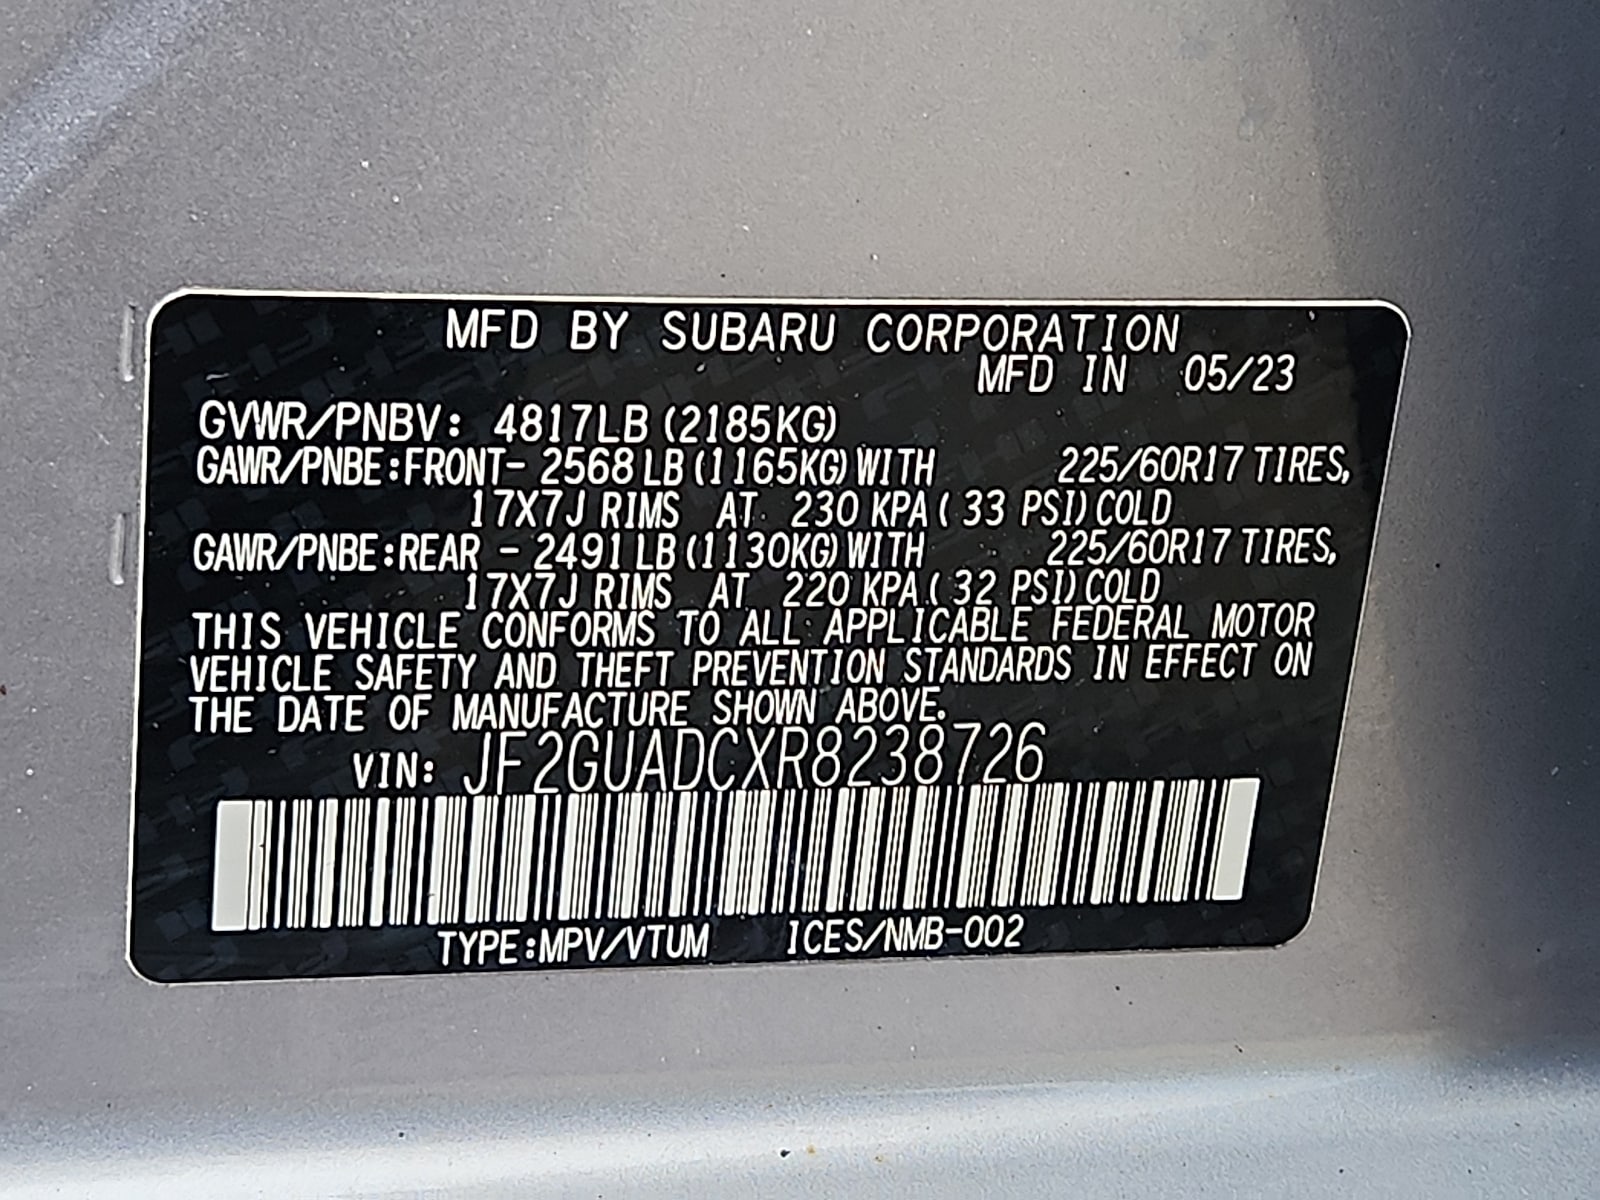 MFD BY SUBARU CORPORATION
MFD IN 05/23
GVWR/PNBV: 4817LB (2185KG)
GAWR/PNBE:FRONT- 2568 LB (1165KG) WITH 225/60R17 TIRES,
17X7J RIMS AT 230 KPA ( 33 PSI) COLD
GAWR/PNBE:REAR - 2491 LB (1130KG) WITH 225/60R17 TIRES,
17X7J RIMS AT 220 KPA ( 32 PSI) COLD
THIS VEHICLE CONFORMS TO ALL APPLICABLE FEDERAL MOTOR
VEHICLE SAFETY AND THEFT PREVENTION STANDARDS IN EFFECT ON
THE DATE OF MANUFACTURE SHOWN ABOVE.
VIN: JF2GUADCXR8238726
TYPE:MPV/VTUM ICES/NMB-002